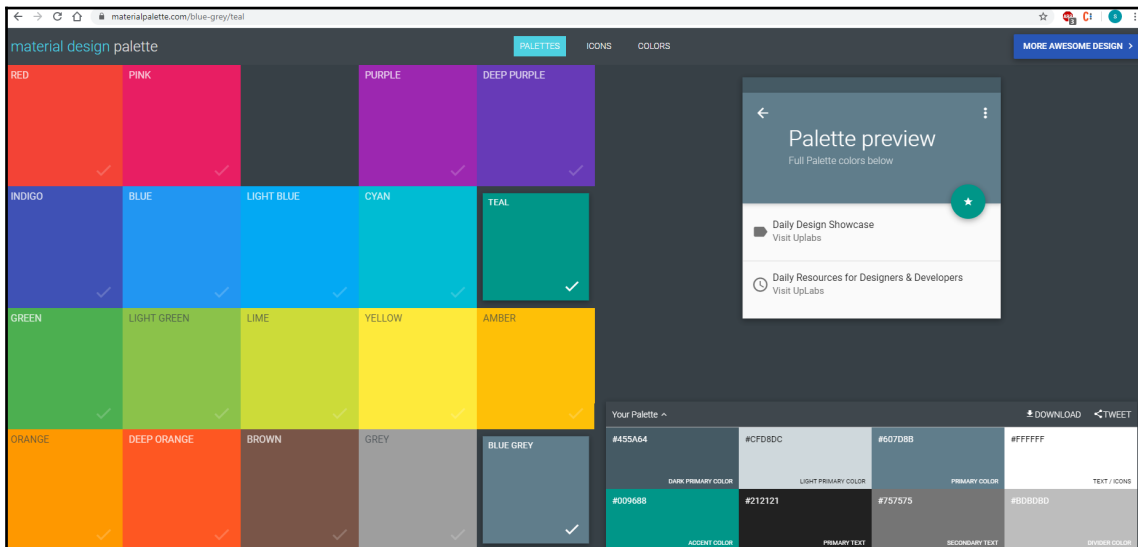 materialpalette.com/blue-grey/teal
material design palette
PALETTES
ICONS
COLORS
MORE AWESOME DESIGN >
RED
PINK
PURPLE
DEEP PURPLE
INDIGO
BLUE
LIGHT BLUE
CYAN
TEAL
GREEN
LIGHT GREEN
LIME
YELLOW
AMBER
ORANGE
DEEP ORANGE
BROWN
GREY
BLUE GREY
Palette preview
Full Palette colors below
Daily Design Showcase
Visit Uplabs
Daily Resources for Designers & Developers
Visit UpLabs
Your Palette
DOWNLOAD
TWEET
#455A64
DARK PRIMARY COLOR
#CFD8DC
LIGHT PRIMARY COLOR
#607D8B
PRIMARY COLOR
#FFFFFF
TEXT / ICONS
#009688
ACCENT COLOR
#212121
PRIMARY TEXT
#757575
SECONDARY TEXT
#BDBDBD
DIVIDER COLOR